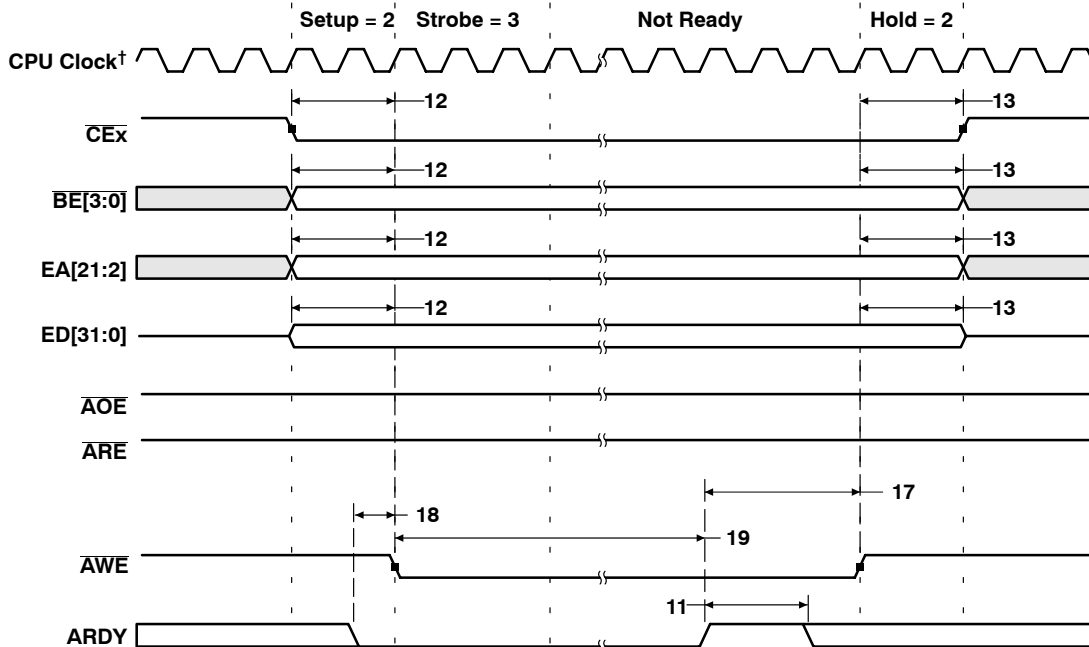 Setup = 2 Strobe = 3 Not Ready Hold = 2
CPU Clock†
12 13
CEx
12 13
BE[3:0]
12 13
EA[21:2]
12 13
ED[31:0]
AOE
ARE
17
18
19
AWE
11
ARDY